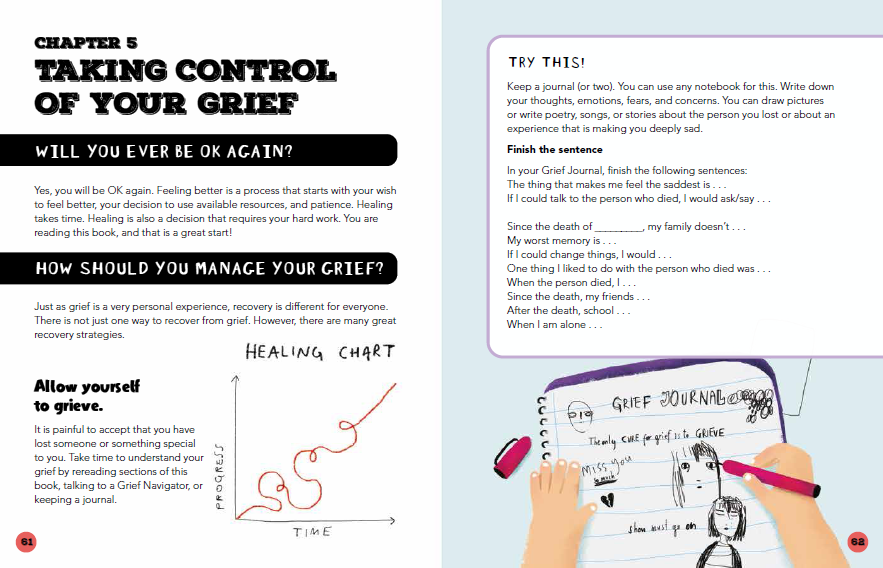 CHAPTER 5
TAKING CONTROL
OF YOUR GRIEF
WILL YOU EVER BE OK AGAIN?
Yes, you will be OK again. Feeling better is a process that starts with your wish
to feel better, your decision to use available resources, and patience. Healing
takes time. Healing is also a decision that requires your hard work. You are
reading this book, and that is a great start!
HOW SHOULD YOU MANAGE YOUR GRIEF?
Just as grief is a very personal experience, recovery is different for everyone.
There is not just one way to recover from grief. However, there are many great
recovery strategies.
Allow yourself
to grieve.
It is painful to accept that you have
lost someone or something special
to you. Take time to understand your
grief by rereading sections of this
book, talking to a Grief Navigator, or
keeping a journal.
HEALING CHART
PROGRESS
TIME
61
TRY THIS!
Keep a journal (or two). You can use any notebook for this. Write down
your thoughts, emotions, fears, and concerns. You can draw pictures
or write poetry, songs, or stories about the person you lost or about an
experience that is making you deeply sad.
Finish the sentence
In your Grief Journal, finish the following sentences:
The thing that makes me feel the saddest is . . .
If I could talk to the person who died, I would ask/say . . .
Since the death of _________, my family doesn't . . .
My worst memory is . . .
If I could change things, I would . . .
One thing I liked to do with the person who died was . . .
When the person died, I . . .
Since the death, my friends . . .
After the death, school . . .
When I am alone . . .
GRIEF JOURNAL
The only CURE for grief is to GRIEVE
MISS YOU
so much
show must go on
62